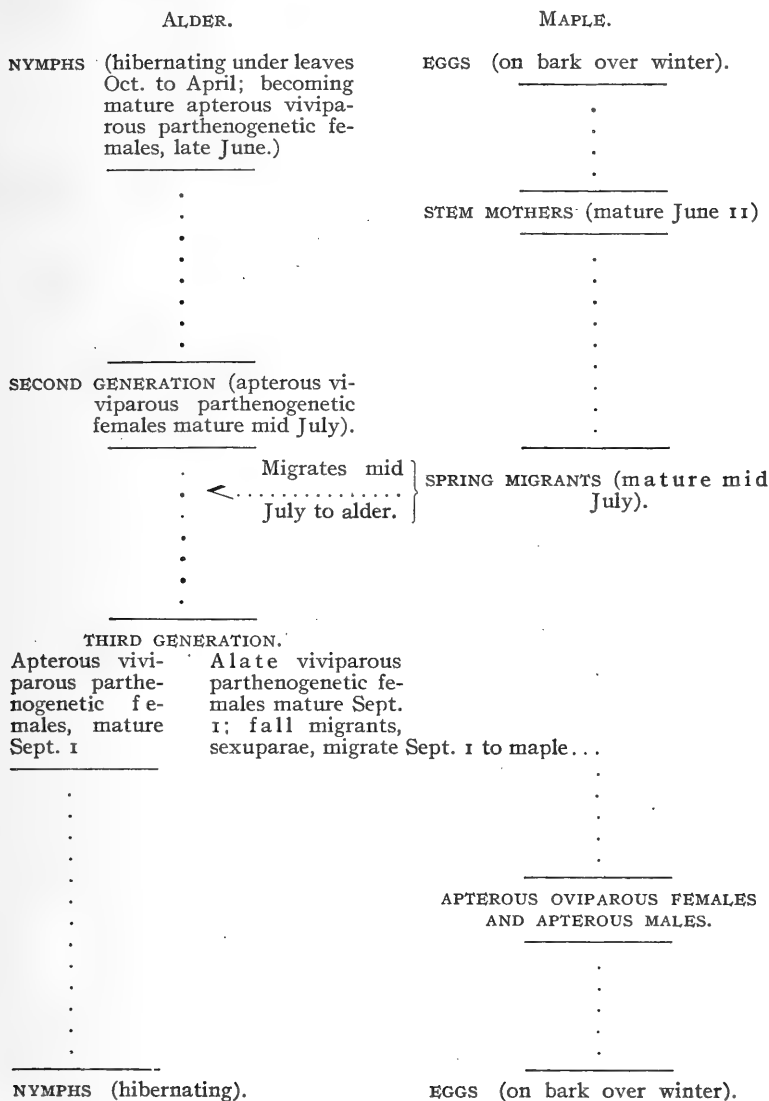 ALDER.
MAPLE.
NYMPHS (hibernating under leaves
Oct. to April; becoming
mature apterous vivipa-
rous parthenogenetic fe-
males, late June.)
EGGS (on bark over winter).
STEM MOTHERS (mature June 11)
SECOND GENERATION (apterous vi-
viparous parthenogenetic
females mature mid July).
Migrates mid
July to alder.
SPRING MIGRANTS (mature mid
July).
THIRD GENERATION.
Apterous vivi-
parous parthe-
nogenetic fe-
males, mature
Sept. 1
Alate viviparous
parthenogenetic fe-
males mature Sept.
1; fall migrants,
sexuparae, migrate Sept. 1 to maple...
APTEROUS OVIPAROUS FEMALES
AND APTEROUS MALES.
NYMPHS (hibernating).
EGGS (on bark over winter).